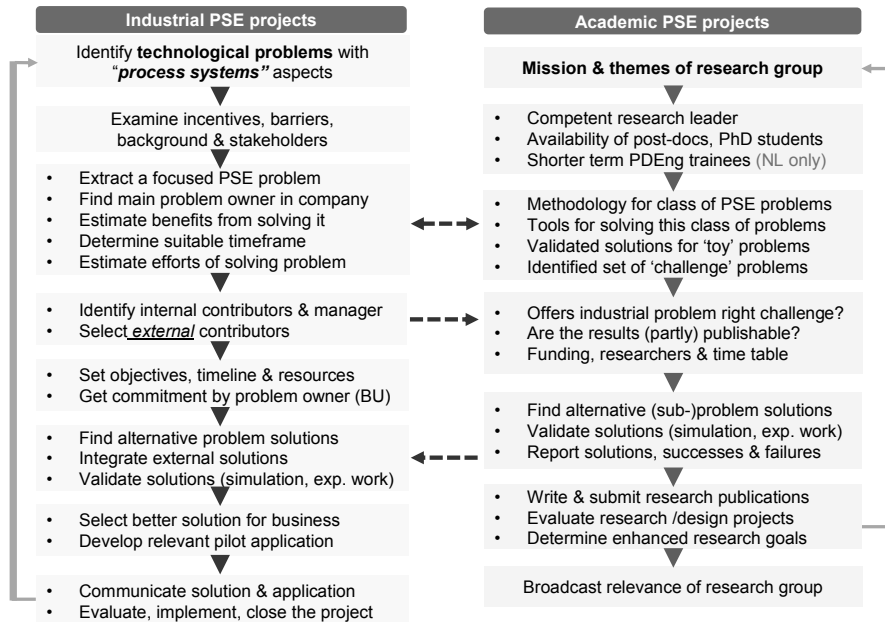 Industrial PSE projects
Identify technological problems with
“process systems” aspects
Examine incentives, barriers,
background & stakeholders
• Extract a focused PSE problem
• Find main problem owner in company
• Estimate benefits from solving it
• Determine suitable timeframe
• Estimate efforts of solving problem
• Identify internal contributors & manager
• Select external contributors
• Set objectives, timeline & resources
• Get commitment by problem owner (BU)
• Find alternative problem solutions
• Integrate external solutions
• Validate solutions (simulation, exp. work)
• Select better solution for business
• Develop relevant pilot application
• Communicate solution & application
• Evaluate, implement, close the project
Academic PSE projects
Mission & themes of research group
• Competent research leader
• Availability of post-docs, PhD students
• Shorter term PDEng trainees (NL only)
• Methodology for class of PSE problems
• Tools for solving this class of problems
• Validated solutions for ‘toy’ problems
• Identified set of ‘challenge’ problems
• Offers industrial problem right challenge?
• Are the results (partly) publishable?
• Funding, researchers & time table
• Find alternative (sub-)problem solutions
• Validate solutions (simulation, exp. work)
• Report solutions, successes & failures
• Write & submit research publications
• Evaluate research /design projects
• Determine enhanced research goals
Broadcast relevance of research group